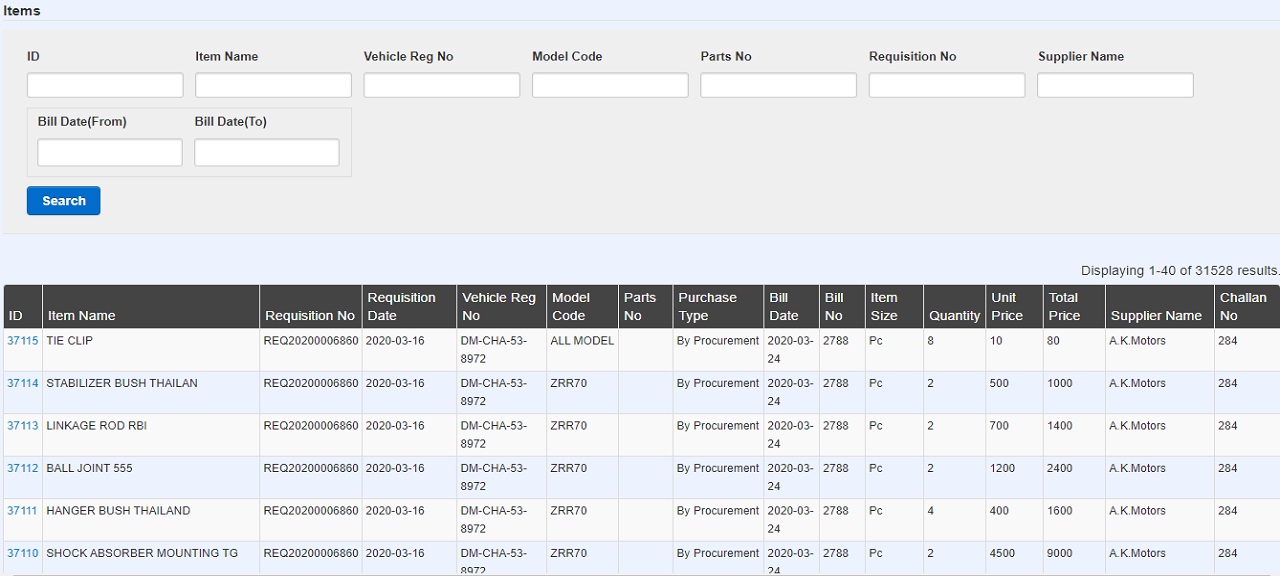 Items
ID Item Name Vehicle Reg No Model Code Parts No Requisition No Supplier Name
Bill Date(From) Bill Date(To)
Search
Displaying 1-40 of 31528 results.
ID Item Name Requisition No Requisition Date Vehicle Reg No Model Code Parts No Purchase Type Bill Date Bill No Item Size Quantity Unit Price Total Price Supplier Name Challan No
37115 TIE CLIP REQ20200006860 2020-03-16 DM-CHA-53-8972 ALL MODEL By Procurement 2020-03-24 2788 Pc 8 10 80 A.K.Motors 284
37114 STABILIZER BUSH THAILAN REQ20200006860 2020-03-16 DM-CHA-53-8972 ZRR70 By Procurement 2020-03-24 2788 Pc 2 500 1000 A.K.Motors 284
37113 LINKAGE ROD RBI REQ20200006860 2020-03-16 DM-CHA-53-8972 ZRR70 By Procurement 2020-03-24 2788 Pc 2 700 1400 A.K.Motors 284
37112 BALL JOINT 555 REQ20200006860 2020-03-16 DM-CHA-53-8972 ZRR70 By Procurement 2020-03-24 2788 Pc 2 1200 2400 A.K.Motors 284
37111 HANGER BUSH THAILAND REQ20200006860 2020-03-16 DM-CHA-53-8972 ZRR70 By Procurement 2020-03-24 2788 Pc 4 400 1600 A.K.Motors 284
37110 SHOCK ABSORBER MOUNTING TG REQ20200006860 2020-03-16 DM-CHA-53-8972 ZRR70 By Procurement 2020-03-24 2788 Pc 2 4500 9000 A.K.Motors 284